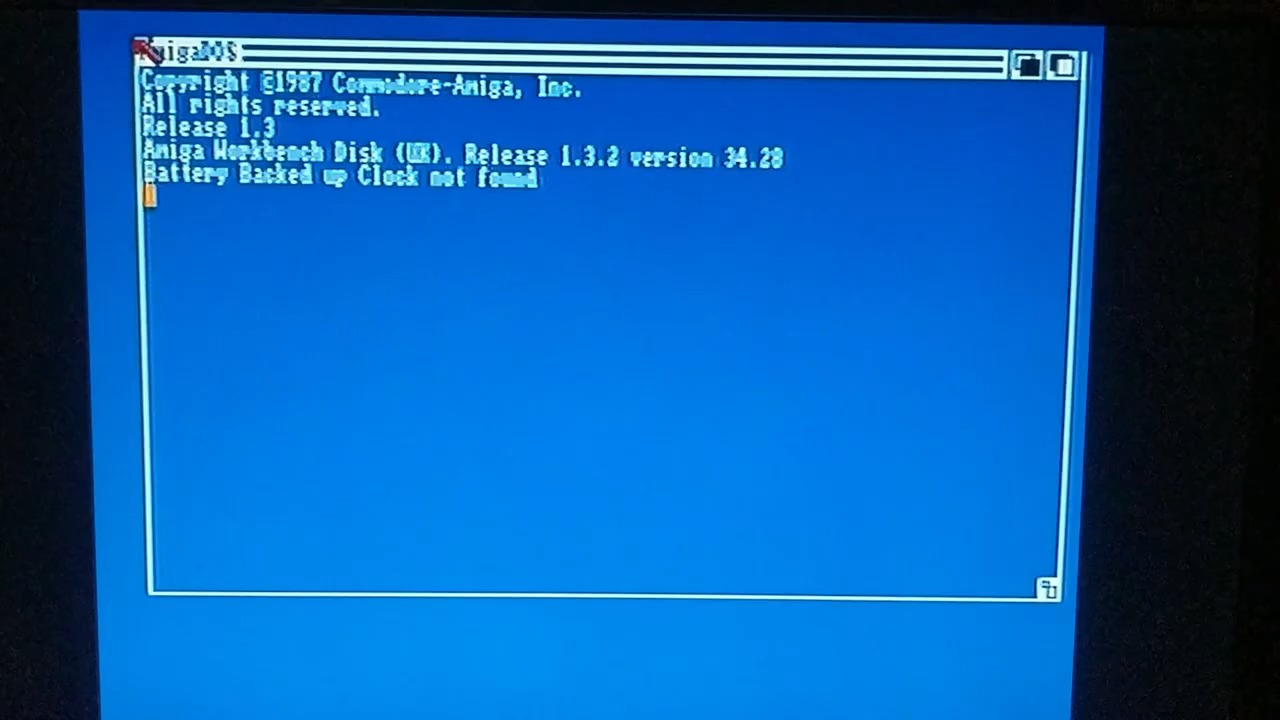 AmigaDOS
Copyright ©1987 Commodore-Amiga, Inc.
All rights reserved.
Release 1.3
Amiga Workbench Disk (UK). Release 1.3.2 version 34.28
Battery Backed up Clock not found